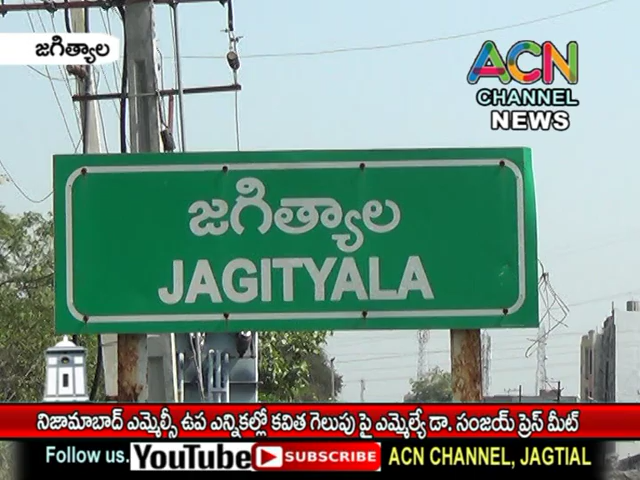 జగిత్యాల
ACN
CHANNEL
NEWS
జగిత్యాల
JAGITYALA
నిజామాబాద్ ఎమ్మెల్సీ ఉప ఎన్నికల్లో కవిత గెలుపు పై ఎమ్మెల్యే డా. సంజయ్ ప్రెస్ మీట్
Follow us. YouTube SUBSCRIBE ACN CHANNEL, JAGTIAL